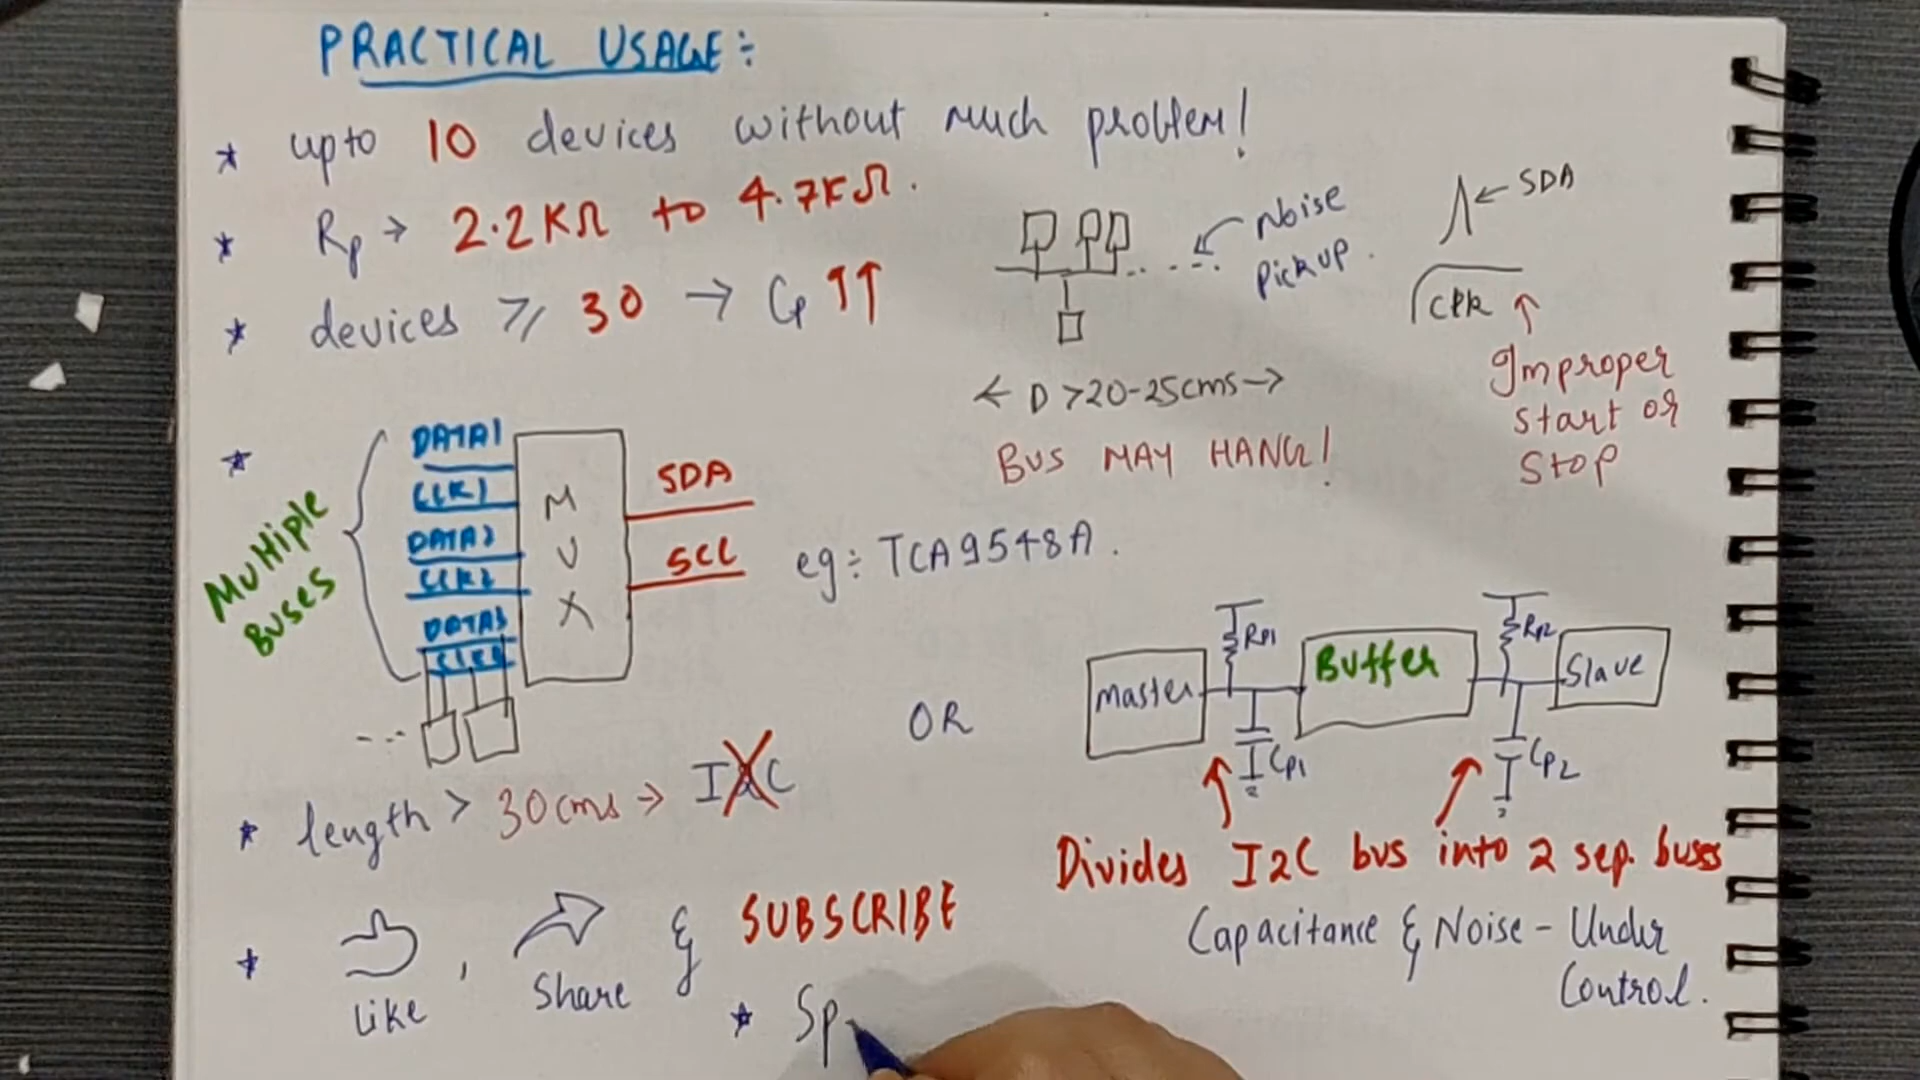 PRACTICAL USAGE:
* upto 10 devices without much problem!
* Rp → 2.2KΩ to 4.7KΩ.
* devices ≥ 30 → Cp ↑↑
Noise
Pickup.
← SDA
CLK ↑
Improper
Start or
Stop
← D >20-25cms→
BUS MAY HANG!
*
Multiple
Buses
DATA1
CLK1
DATA2
CLK2
DATA3
MUX
SDA
SCL
eg: TCA9548A.
OR
Master
Rp1
Cp1
Buffer
Rp2
Cp2
Slave
Divides I2C bus into 2 sep. buses
Capacitance & Noise - Under
Control.
* length > 30cms → I2C
* Like, Share & SUBSCRIBE
* Sp